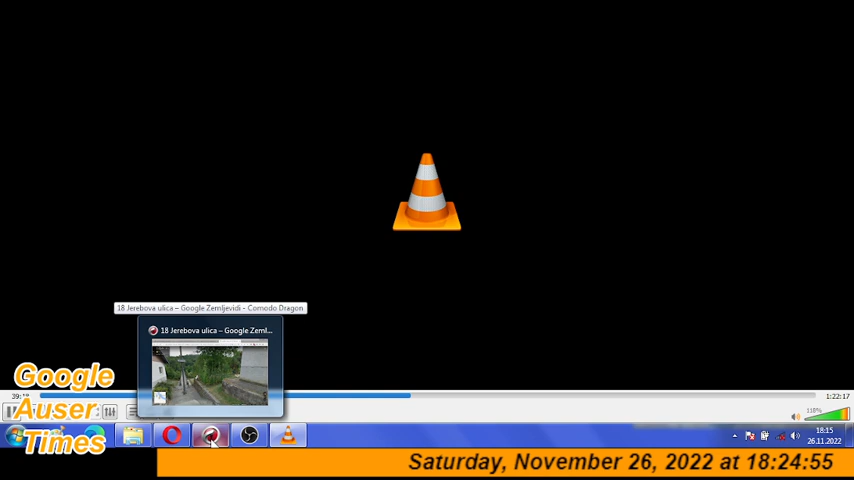 18 Jerebova ulica – Google Zemljevidi - Comodo Dragon
18 Jerebova ulica – Google Zeml...
1:22:17
118%
18:15
26.11.2022
Google
Auser
Times
Saturday, November 26, 2022 at 18:24:55